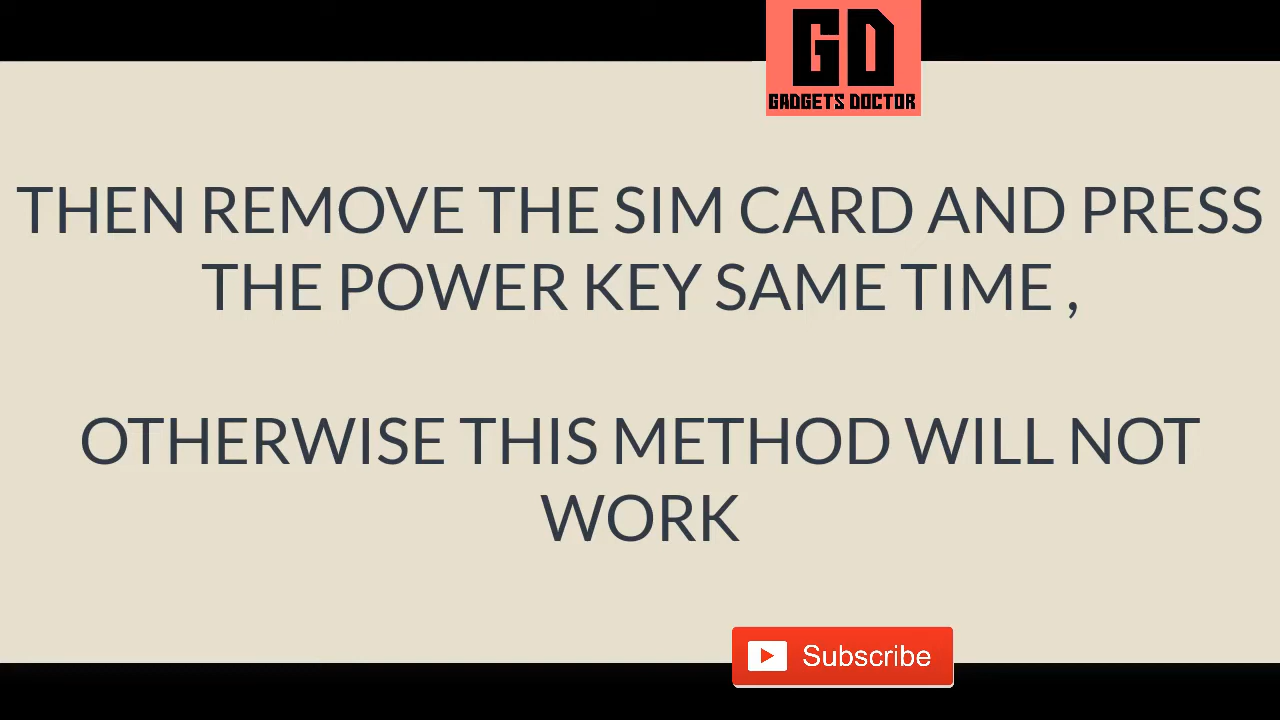 GD
GADGETS DOCTOR
THEN REMOVE THE SIM CARD AND PRESS
THE POWER KEY SAME TIME ,
OTHERWISE THIS METHOD WILL NOT
WORK
Subscribe